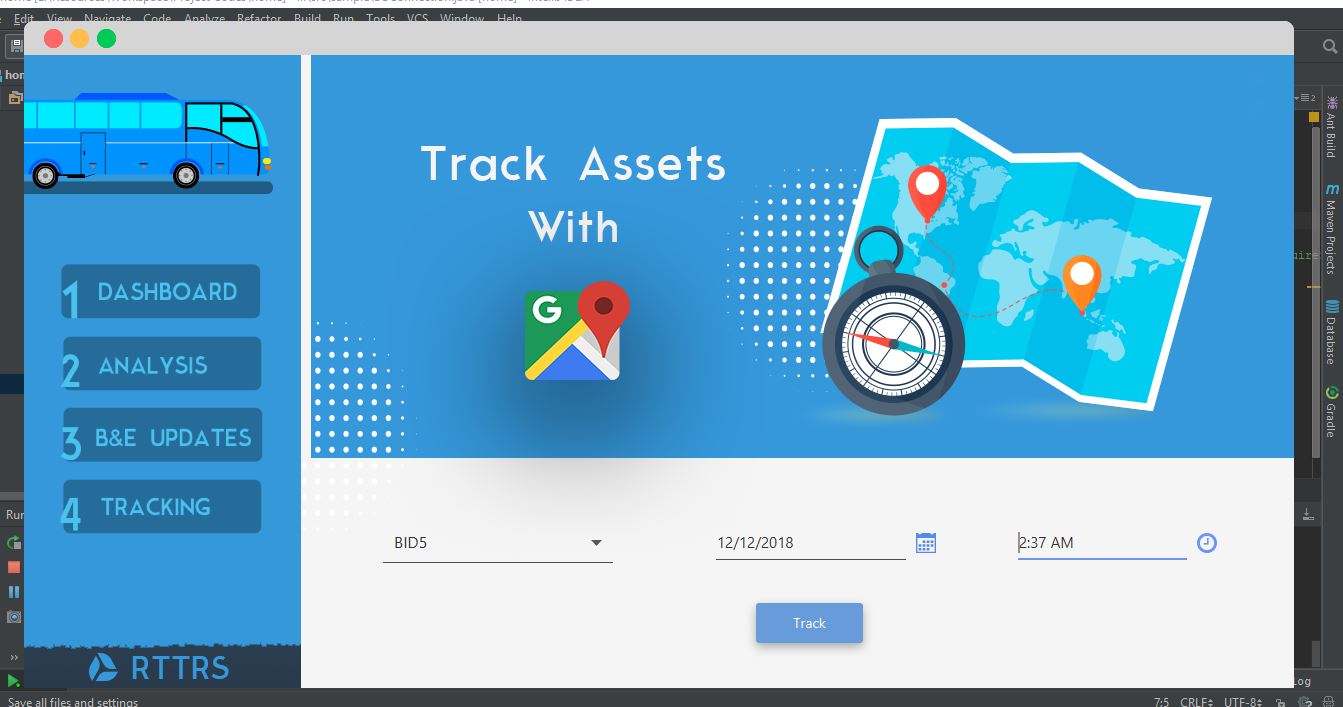 Edit View Navigate Code Analyze Refactor Build Run Tools VCS Window Help
Track Assets
With
G
1 DASHBOARD
2 ANALYSIS
3 B&E UPDATES
4 TRACKING
BID5
12/12/2018
2:37 AM
Track
RTTRS
Ant Build
m Maven Projects
Database
Gradle
Run
»
Save all files and settings
7:5 CRLF UTF-8